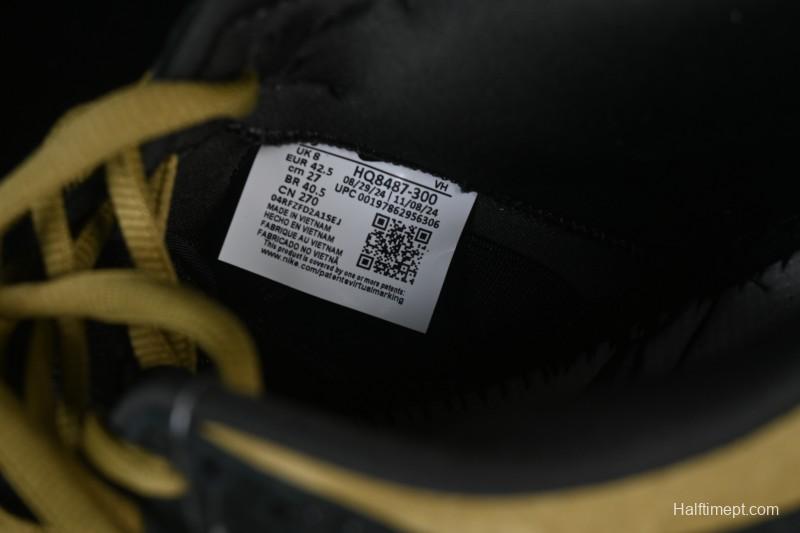 UK 8
EUR 42.5
cm 27
BR 40.5
CN 270
04RFZFD2A1SEJ
MADE IN VIETNAM
HECHO EN VIETNAM
FABRIQUE AU VIETNAM
FABRICADO NO VIETNÃ
This product is covered by one or more patents:
www.nike.com/patentsvirtualmarking
VH
HQ8487-300
08/29/24 11/08/24
UPC 00197862956306
Halftimept.com